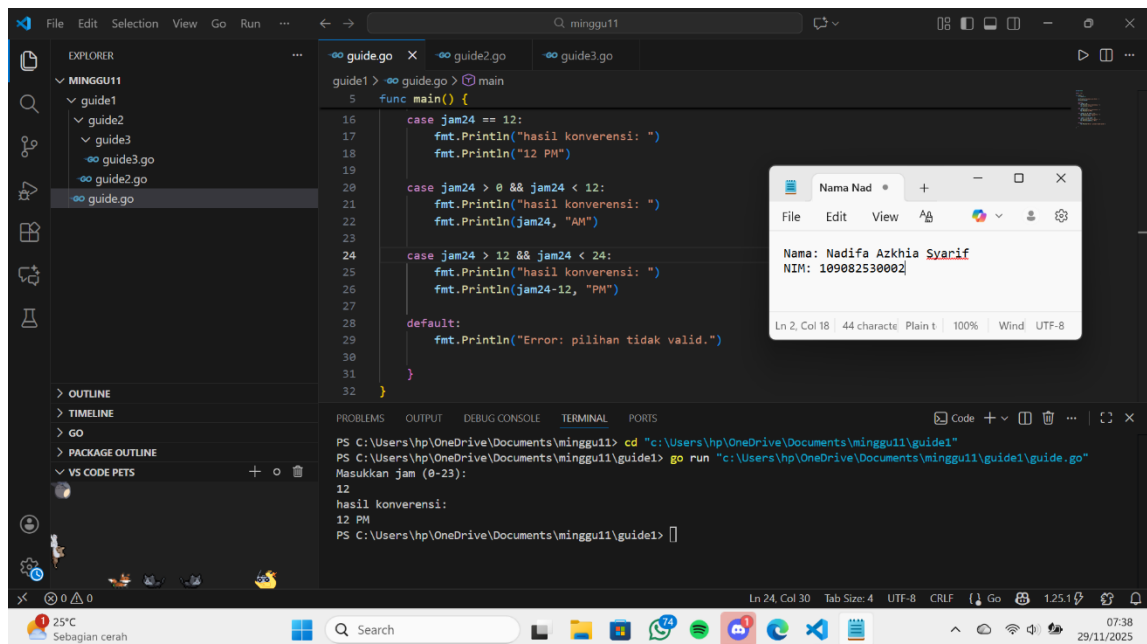 File Edit Selection View Go Run ··· minggu11
EXPLORER ···
MINGGU11
guide1
guide2
guide3
guide3.go
guide2.go
guide.go
OUTLINE
TIMELINE
GO
PACKAGE OUTLINE
VS CODE PETS
guide.go guide2.go guide3.go
guide1 > guide.go > main
5 func main() {
16 case jam24 == 12:
17 fmt.Println("hasil konverensi: ")
18 fmt.Println("12 PM")
19
20 case jam24 > 0 && jam24 < 12:
21 fmt.Println("hasil konverensi: ")
22 fmt.Println(jam24, "AM")
23
24 case jam24 > 12 && jam24 < 24:
25 fmt.Println("hasil konverensi: ")
26 fmt.Println(jam24-12, "PM")
27
28 default:
29 fmt.Println("Error: pilihan tidak valid.")
30
31 }
32 }
Nama Nad
File Edit View
Nama: Nadifa Azkhia Syarif
NIM: 109082530002
Ln 2, Col 18 44 characte Plain t 100% Wind UTF-8
PROBLEMS OUTPUT DEBUG CONSOLE TERMINAL PORTS Code
PS C:\Users\hp\OneDrive\Documents\minggu11> cd "c:\Users\hp\OneDrive\Documents\minggu11\guide1"
PS C:\Users\hp\OneDrive\Documents\minggu11\guide1> go run "c:\Users\hp\OneDrive\Documents\minggu11\guide1\guide.go"
Masukkan jam (0-23):
12
hasil konverensi:
12 PM
PS C:\Users\hp\OneDrive\Documents\minggu11\guide1>
0 0 Ln 24, Col 30 Tab Size: 4 UTF-8 CRLF Go 1.25.1
1 25°C
Sebagian cerah
Search
74
1
07:38
29/11/2025